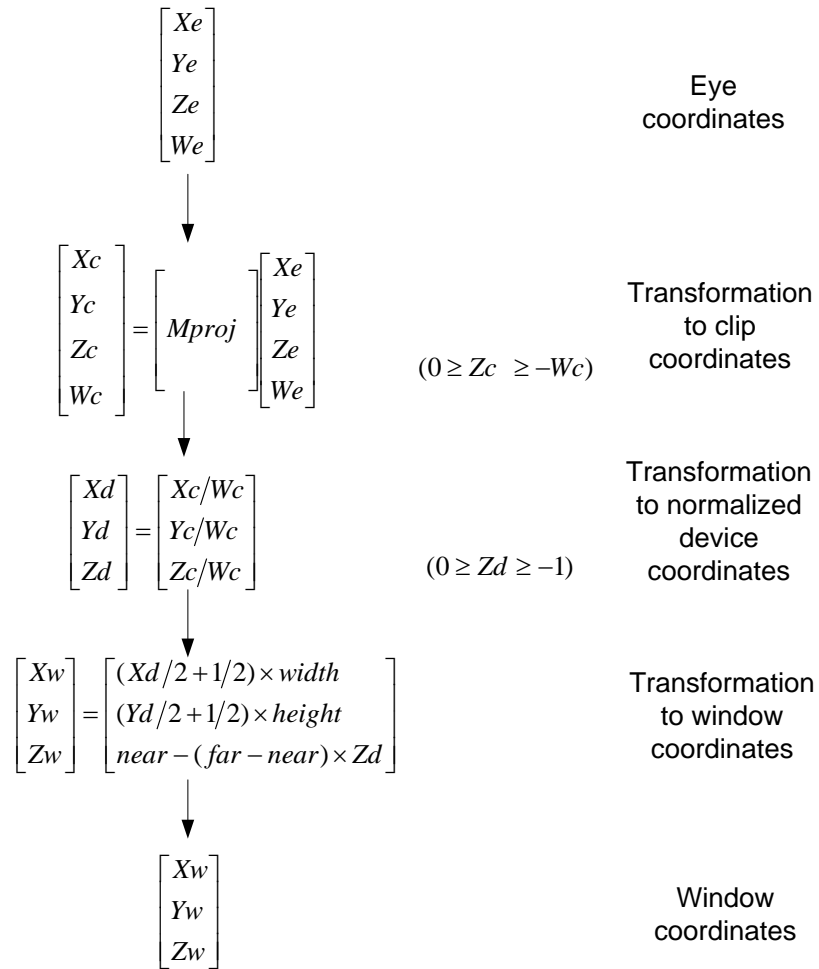 Xe
Ye
Ze
We
Eye
coordinates
Xc
Yc
Zc
Wc
=
Mproj
Xe
Ye
Ze
We
(0 ≥ Zc ≥ −Wc)
Transformation
to clip
coordinates
Xd
Yd
Zd
=
Xc/Wc
Yc/Wc
Zc/Wc
(0 ≥ Zd ≥ −1)
Transformation
to normalized
device
coordinates
Xw
Yw
Zw
=
(Xd/2 + 1/2) × width
(Yd/2 + 1/2) × height
near − (far − near) × Zd
Transformation
to window
coordinates
Xw
Yw
Zw
Window
coordinates